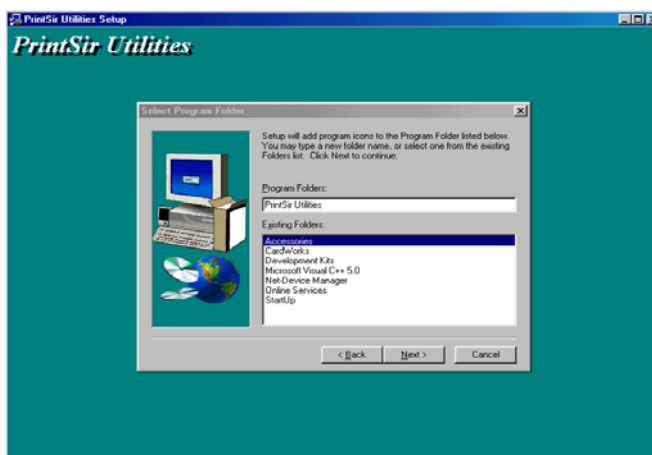 PrintSir Utilities Setup
PrintSir Utilities
Select Program Folder
Setup will add program icons to the Program Folder listed below.
You may type a new folder name, or select one from the existing
Folders list. Click Next to continue.
Program Folders:
PrintSir Utilities
Existing Folders:
Accessories
CardWorks
Development Kits
Microsoft Visual C++ 5.0
Net-Device Manager
Online Services
StartUp
< Back Next > Cancel